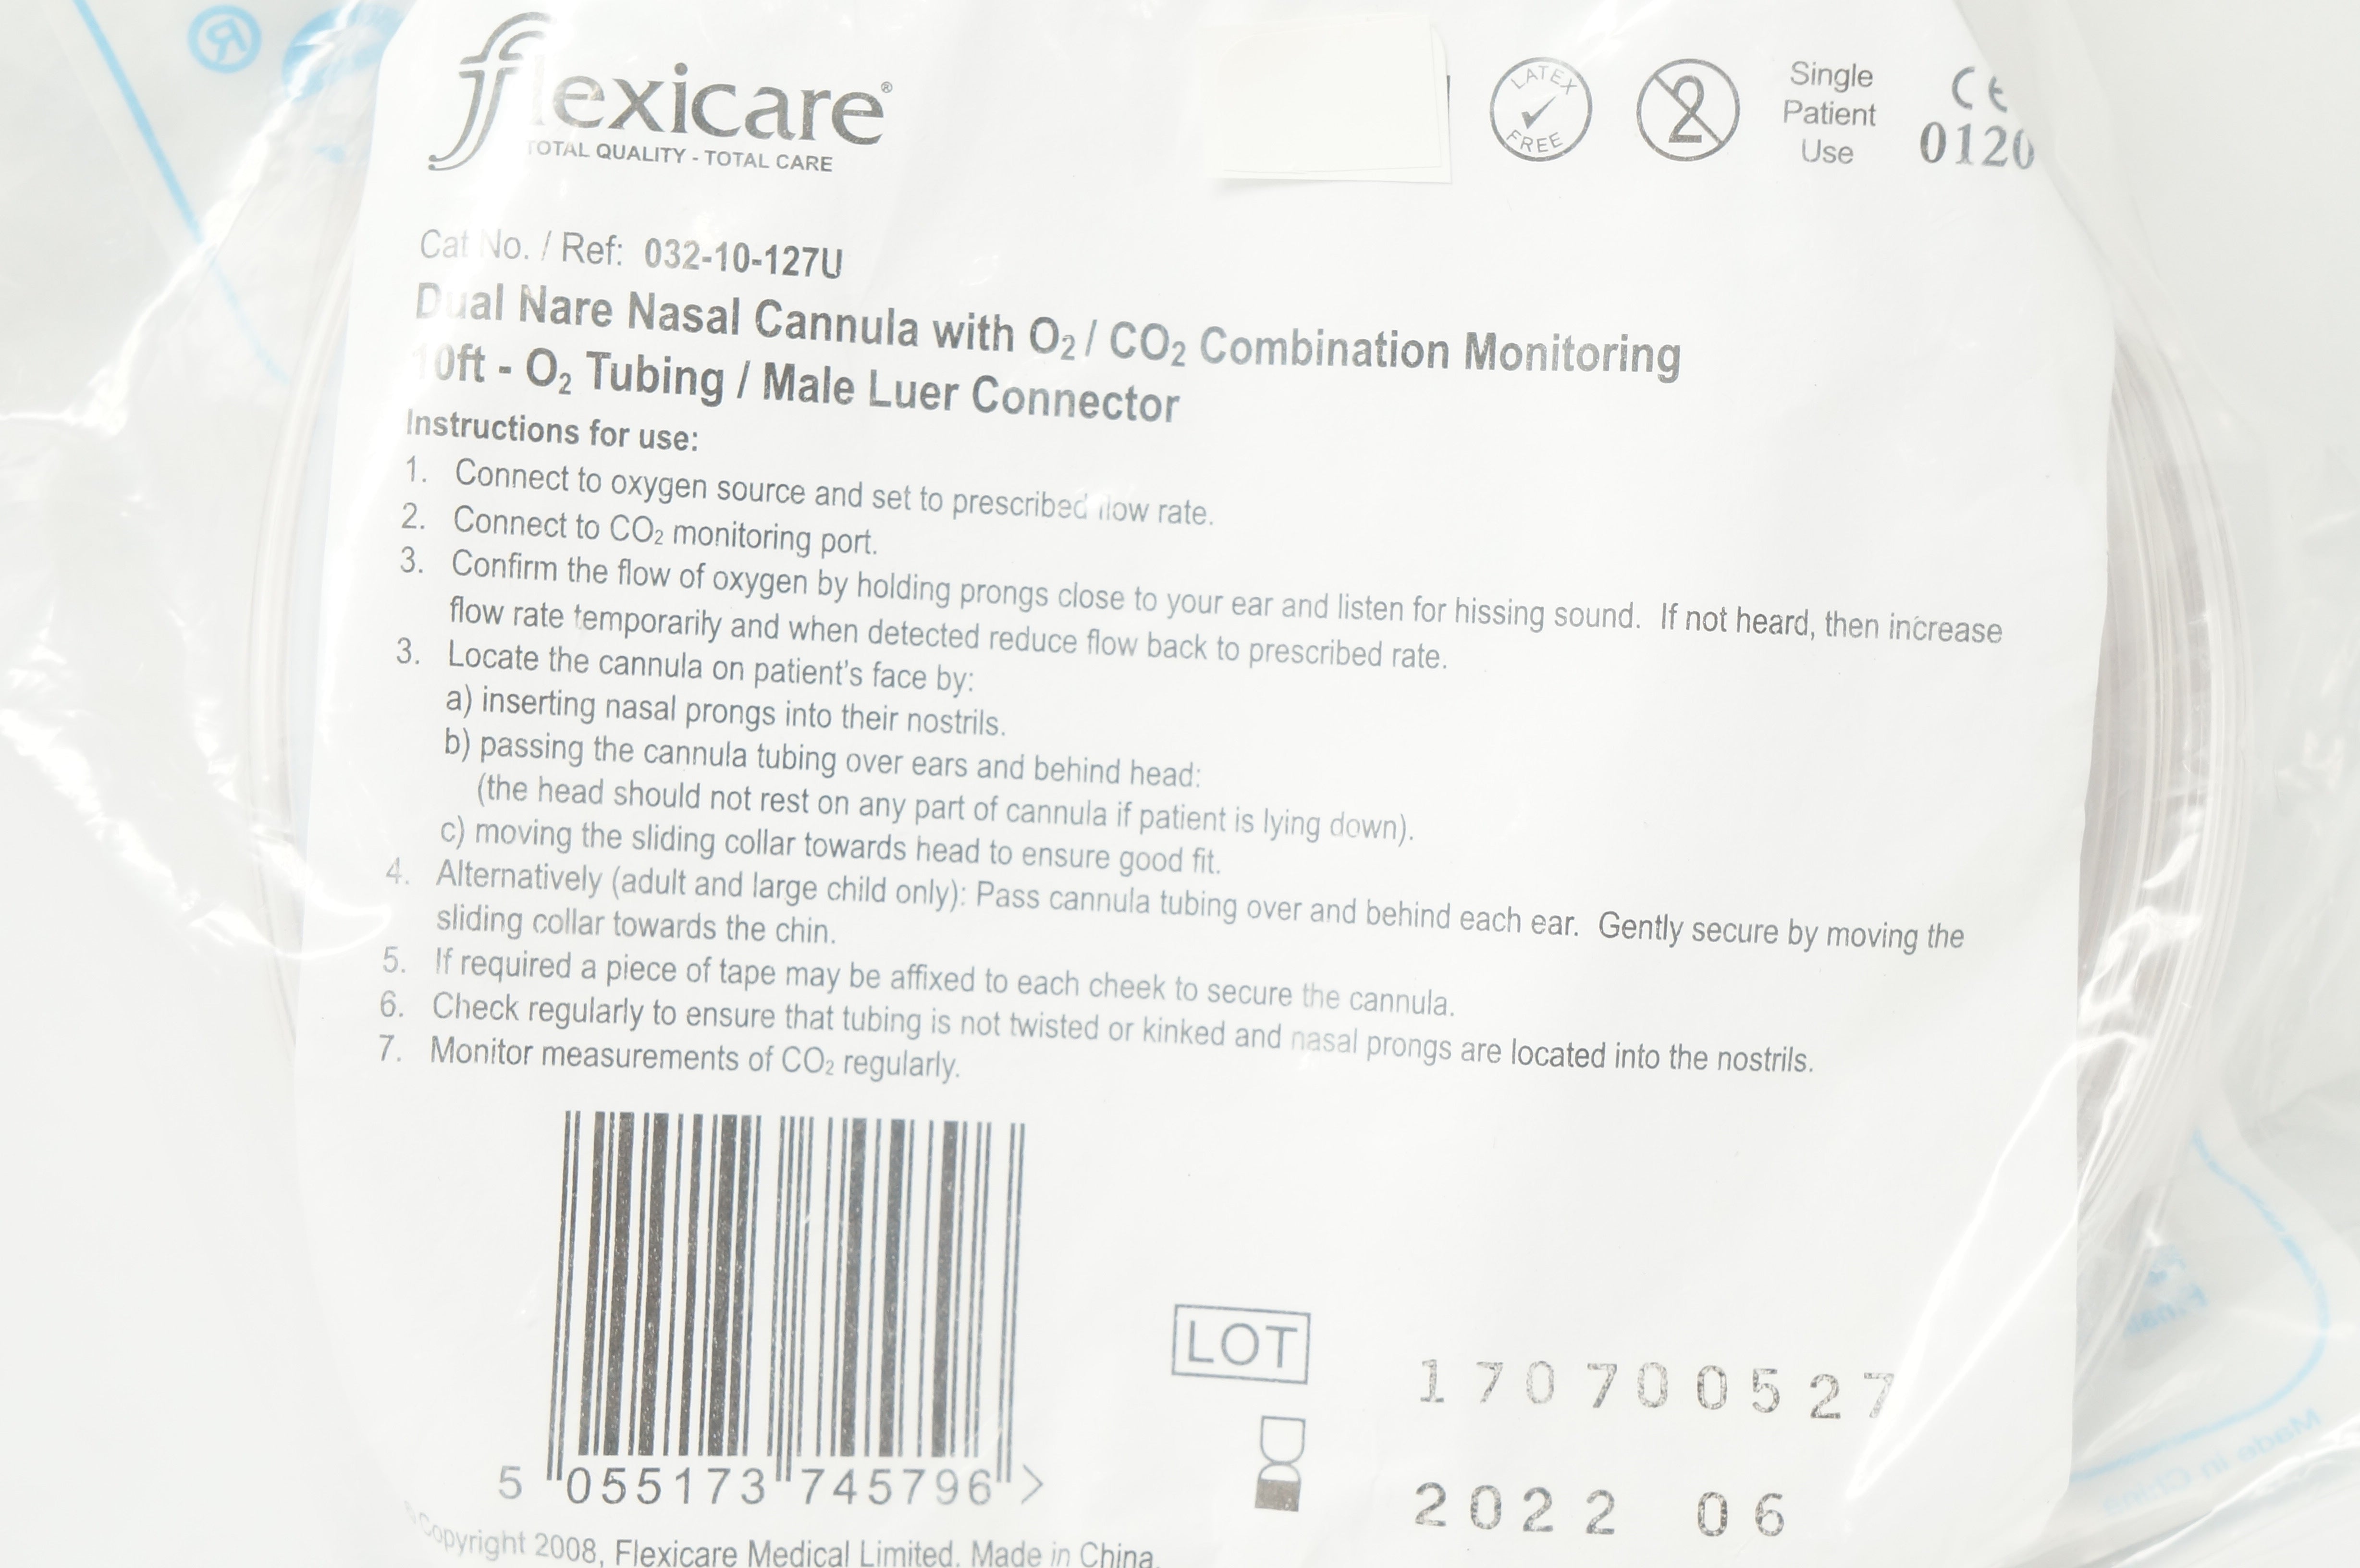 flexicare®
TOTAL QUALITY - TOTAL CARE
LATEX
FREE
2
Single
Patient
Use
CE
0120
Cat No. / Ref: 032-10-127U
Dual Nare Nasal Cannula with O₂ / CO₂ Combination Monitoring
10ft - O₂ Tubing / Male Luer Connector
Instructions for use:
1. Connect to oxygen source and set to prescribed flow rate.
2. Connect to CO₂ monitoring port.
3. Confirm the flow of oxygen by holding prongs close to your ear and listen for hissing sound. If not heard, then increase
flow rate temporarily and when detected reduce flow back to prescribed rate.
3. Locate the cannula on patient's face by:
a) inserting nasal prongs into their nostrils.
b) passing the cannula tubing over ears and behind head:
(the head should not rest on any part of cannula if patient is lying down).
c) moving the sliding collar towards head to ensure good fit.
4. Alternatively (adult and large child only): Pass cannula tubing over and behind each ear. Gently secure by moving the
sliding collar towards the chin.
5. If required a piece of tape may be affixed to each cheek to secure the cannula.
6. Check regularly to ensure that tubing is not twisted or kinked and nasal prongs are located into the nostrils.
7. Monitor measurements of CO₂ regularly.
LOT
170700527
5 055173 745796 >
2022 06
Copyright 2008, Flexicare Medical Limited. Made in China.
Made in China